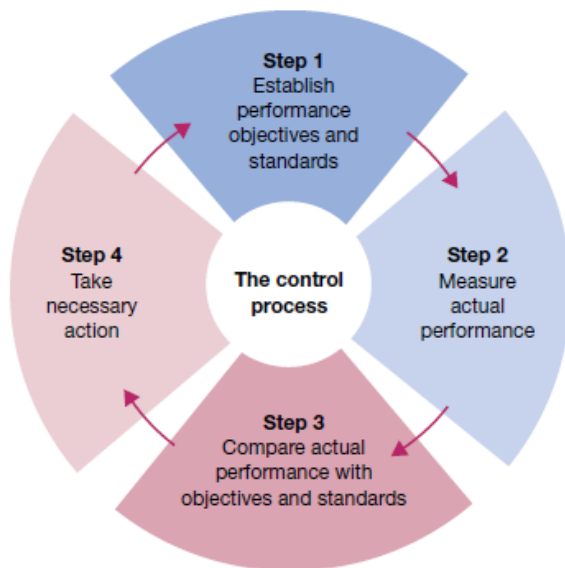 Step 1
Establish
performance
objectives and
standards
Step 2
Measure
actual
performance
Step 3
Compare actual
performance with
objectives and standards
Step 4
Take
necessary
action
The control
process